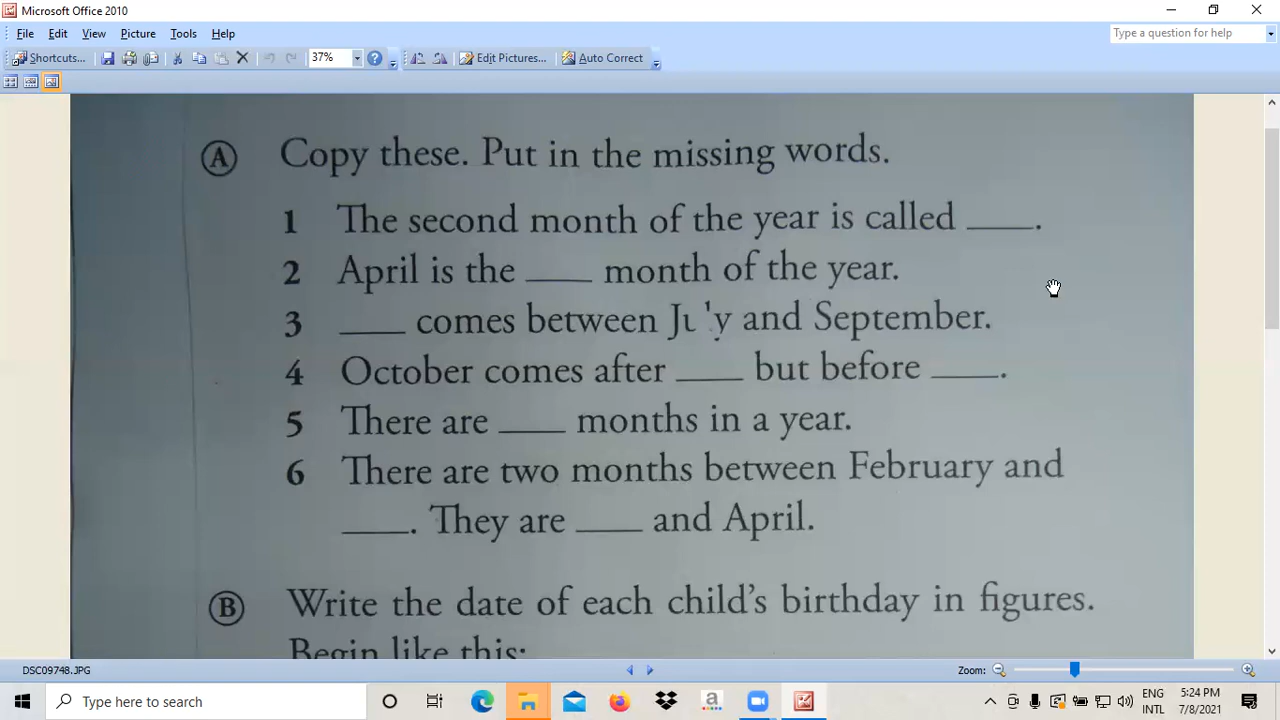 Microsoft Office 2010
File Edit View Picture Tools Help
Type a question for help
Shortcuts... 37% Edit Pictures... Auto Correct
A Copy these. Put in the missing words.
1 The second month of the year is called ____.
2 April is the ____ month of the year.
3 ____ comes between July and September.
4 October comes after ____ but before ____.
5 There are ____ months in a year.
6 There are two months between February and
____. They are ____ and April.
B Write the date of each child's birthday in figures.
Begin like this:
DSC09748.JPG Zoom:
Type here to search
ENG 5:24 PM
INTL 7/8/2021